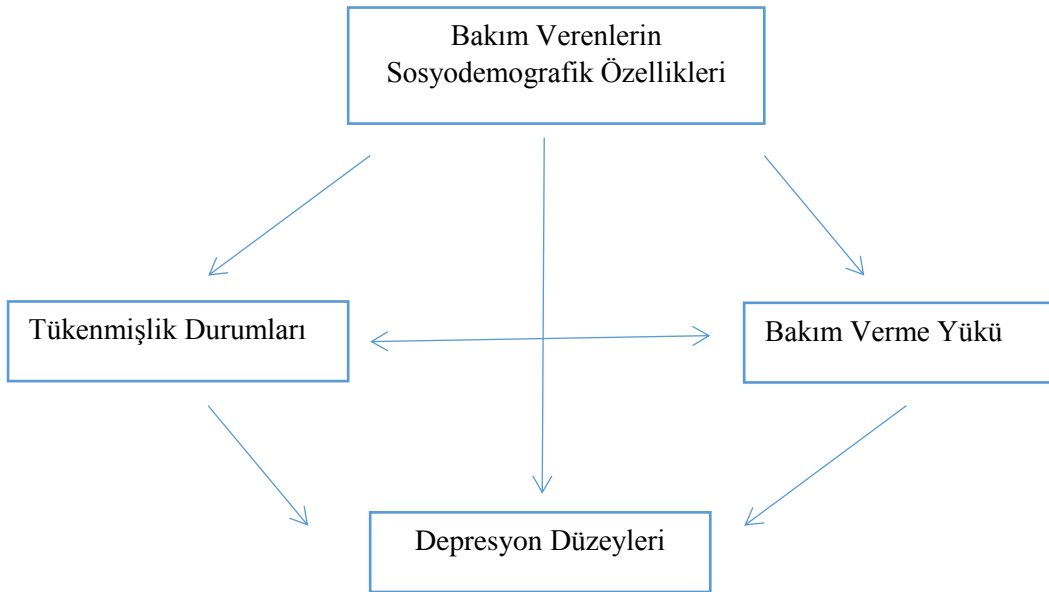 Bakım Verenlerin
Sosyodemografik Özellikleri
Tükenmişlik Durumları
Bakım Verme Yükü
Depresyon Düzeyleri